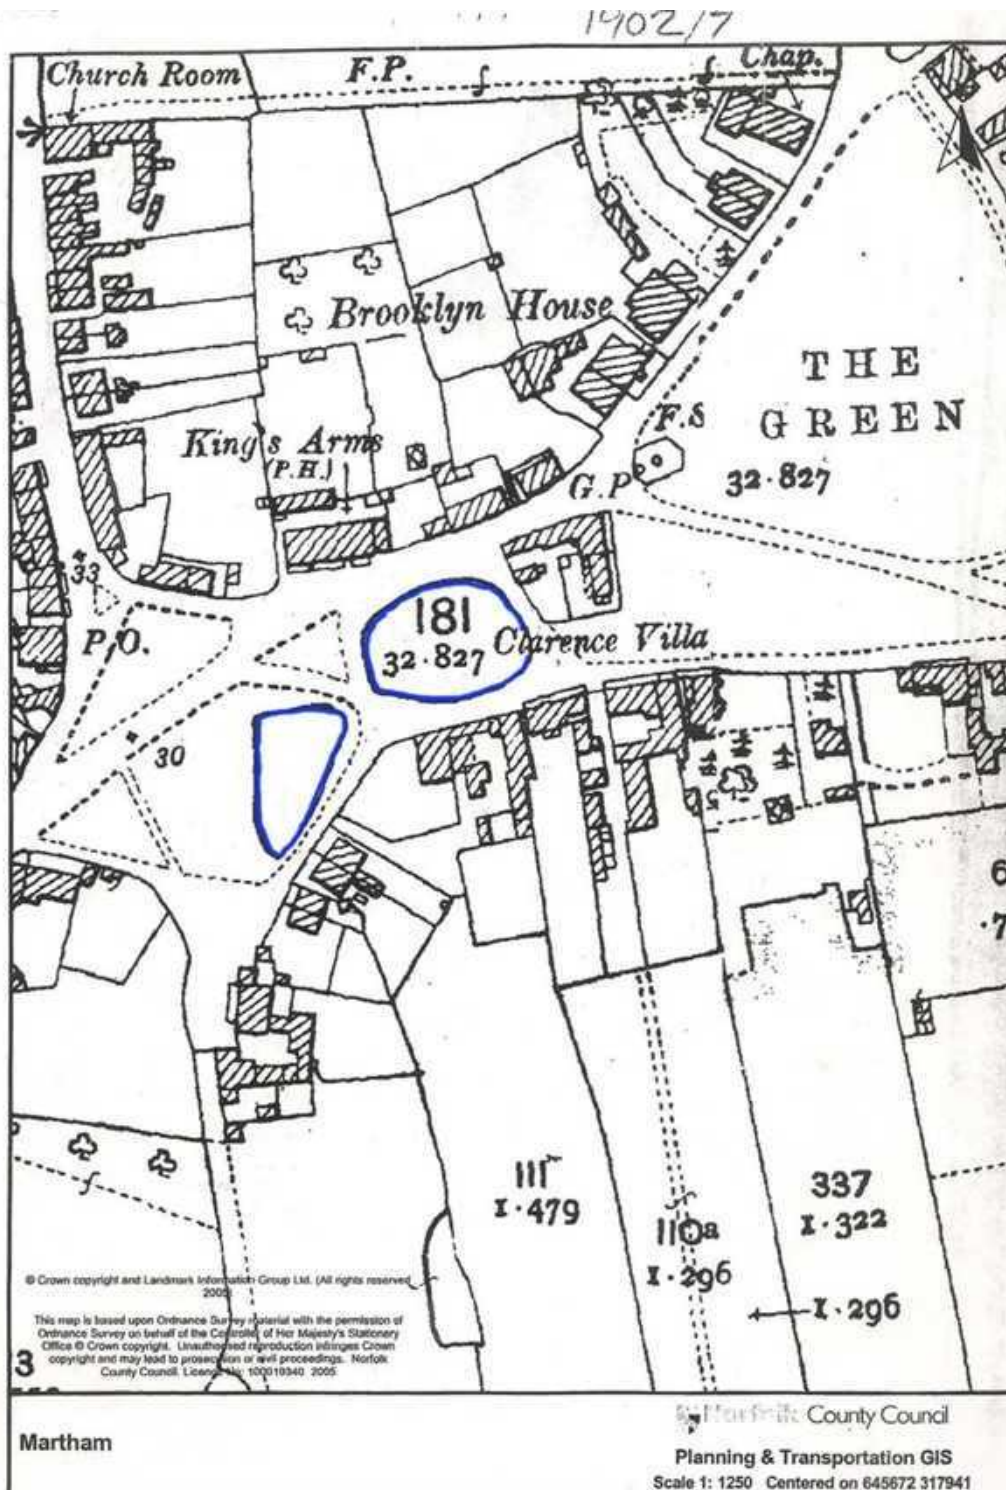 1902/7
Church Room
F.P.
Chap.
Brooklyn House
THE
GREEN
32·827
King's Arms
(P.H.)
F.S
G.P
33
P.O.
181
32·827
Clarence Villa
30
6
·7
111
1·479
110a
1·296
337
1·322
1·296
© Crown copyright and Landmark Information Group Ltd. (All rights reserved
2005)
This map is based upon Ordnance Survey material with the permission of
Ordnance Survey on behalf of the Controller of Her Majesty's Stationery
Office © Crown copyright. Unauthorised reproduction infringes Crown
copyright and may lead to prosecution or civil proceedings. Norfolk
County Council. Licence No: 100019340 2005
3
Martham
Norfolk County Council
Planning & Transportation GIS
Scale 1: 1250 Centered on 645672 317941